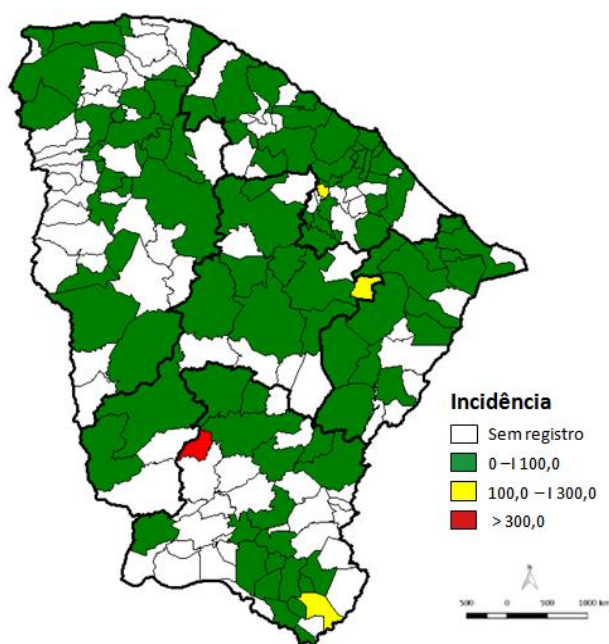 Incidência
Sem registro
0 –I 100,0
100,0 – I 300,0
> 300,0
500 0 500 1000 km